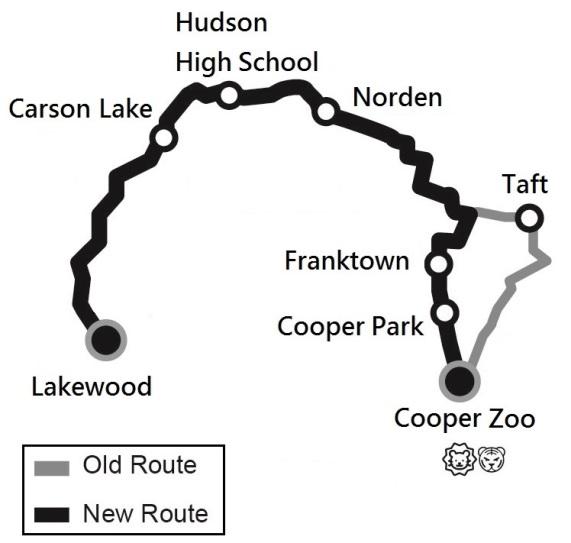 Hudson
High School
Carson Lake
Norden
Taft
Franktown
Cooper Park
Lakewood
Cooper Zoo
Old Route
New Route